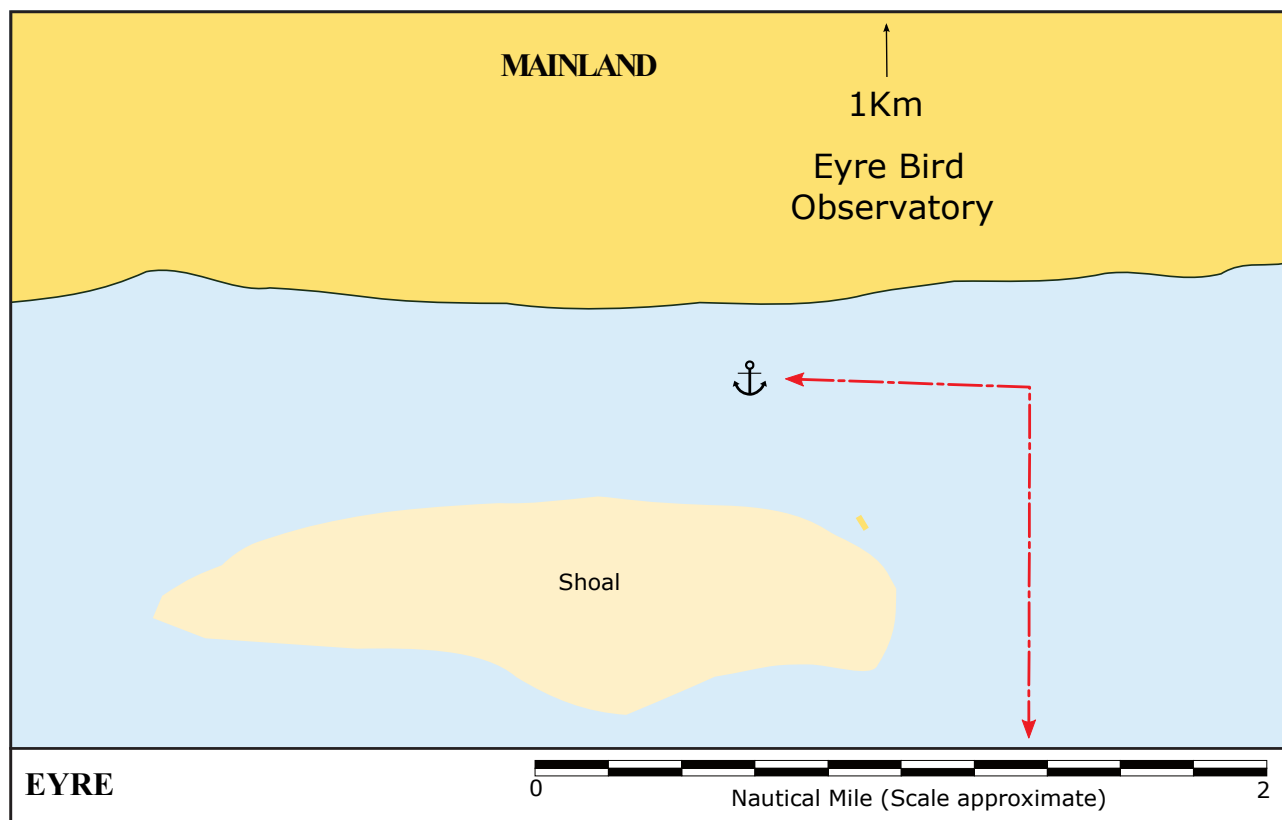 MAINLAND
1Km
Eyre Bird
Observatory
Shoal
EYRE
0
2
Nautical Mile (Scale approximate)